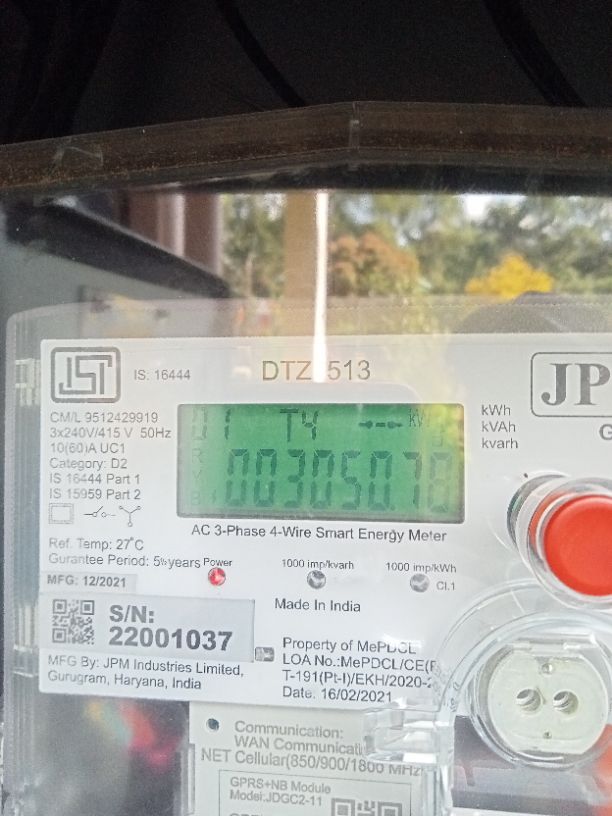 IS: 16444
DTZ 513
JP
CM/L 9512429919
3x240V/415 V 50Hz
10(60)A UC1
Category: D2
IS 16444 Part 1
IS 15959 Part 2
01 T4
kWh
kVAh
kvarh
AC 3-Phase 4-Wire Smart Energy Meter
Ref. Temp: 27°C
Gurantee Period: 5½years
Power
1000 imp/kvarh
1000 imp/kWh
Cl.1
MFG: 12/2021
Made In India
S/N:
22001037
MFG By: JPM Industries Limited,
Gurugram, Haryana, India
Property of MePDCL
LOA No.:MePDCL/CE(
T-191(Pt-I)/EKH/2020-
Date: 16/02/2021
Communication:
WAN Communicati
NET Cellular(850/900/1800 MHz
GPRS+NB Module
Model:JDGC2-11